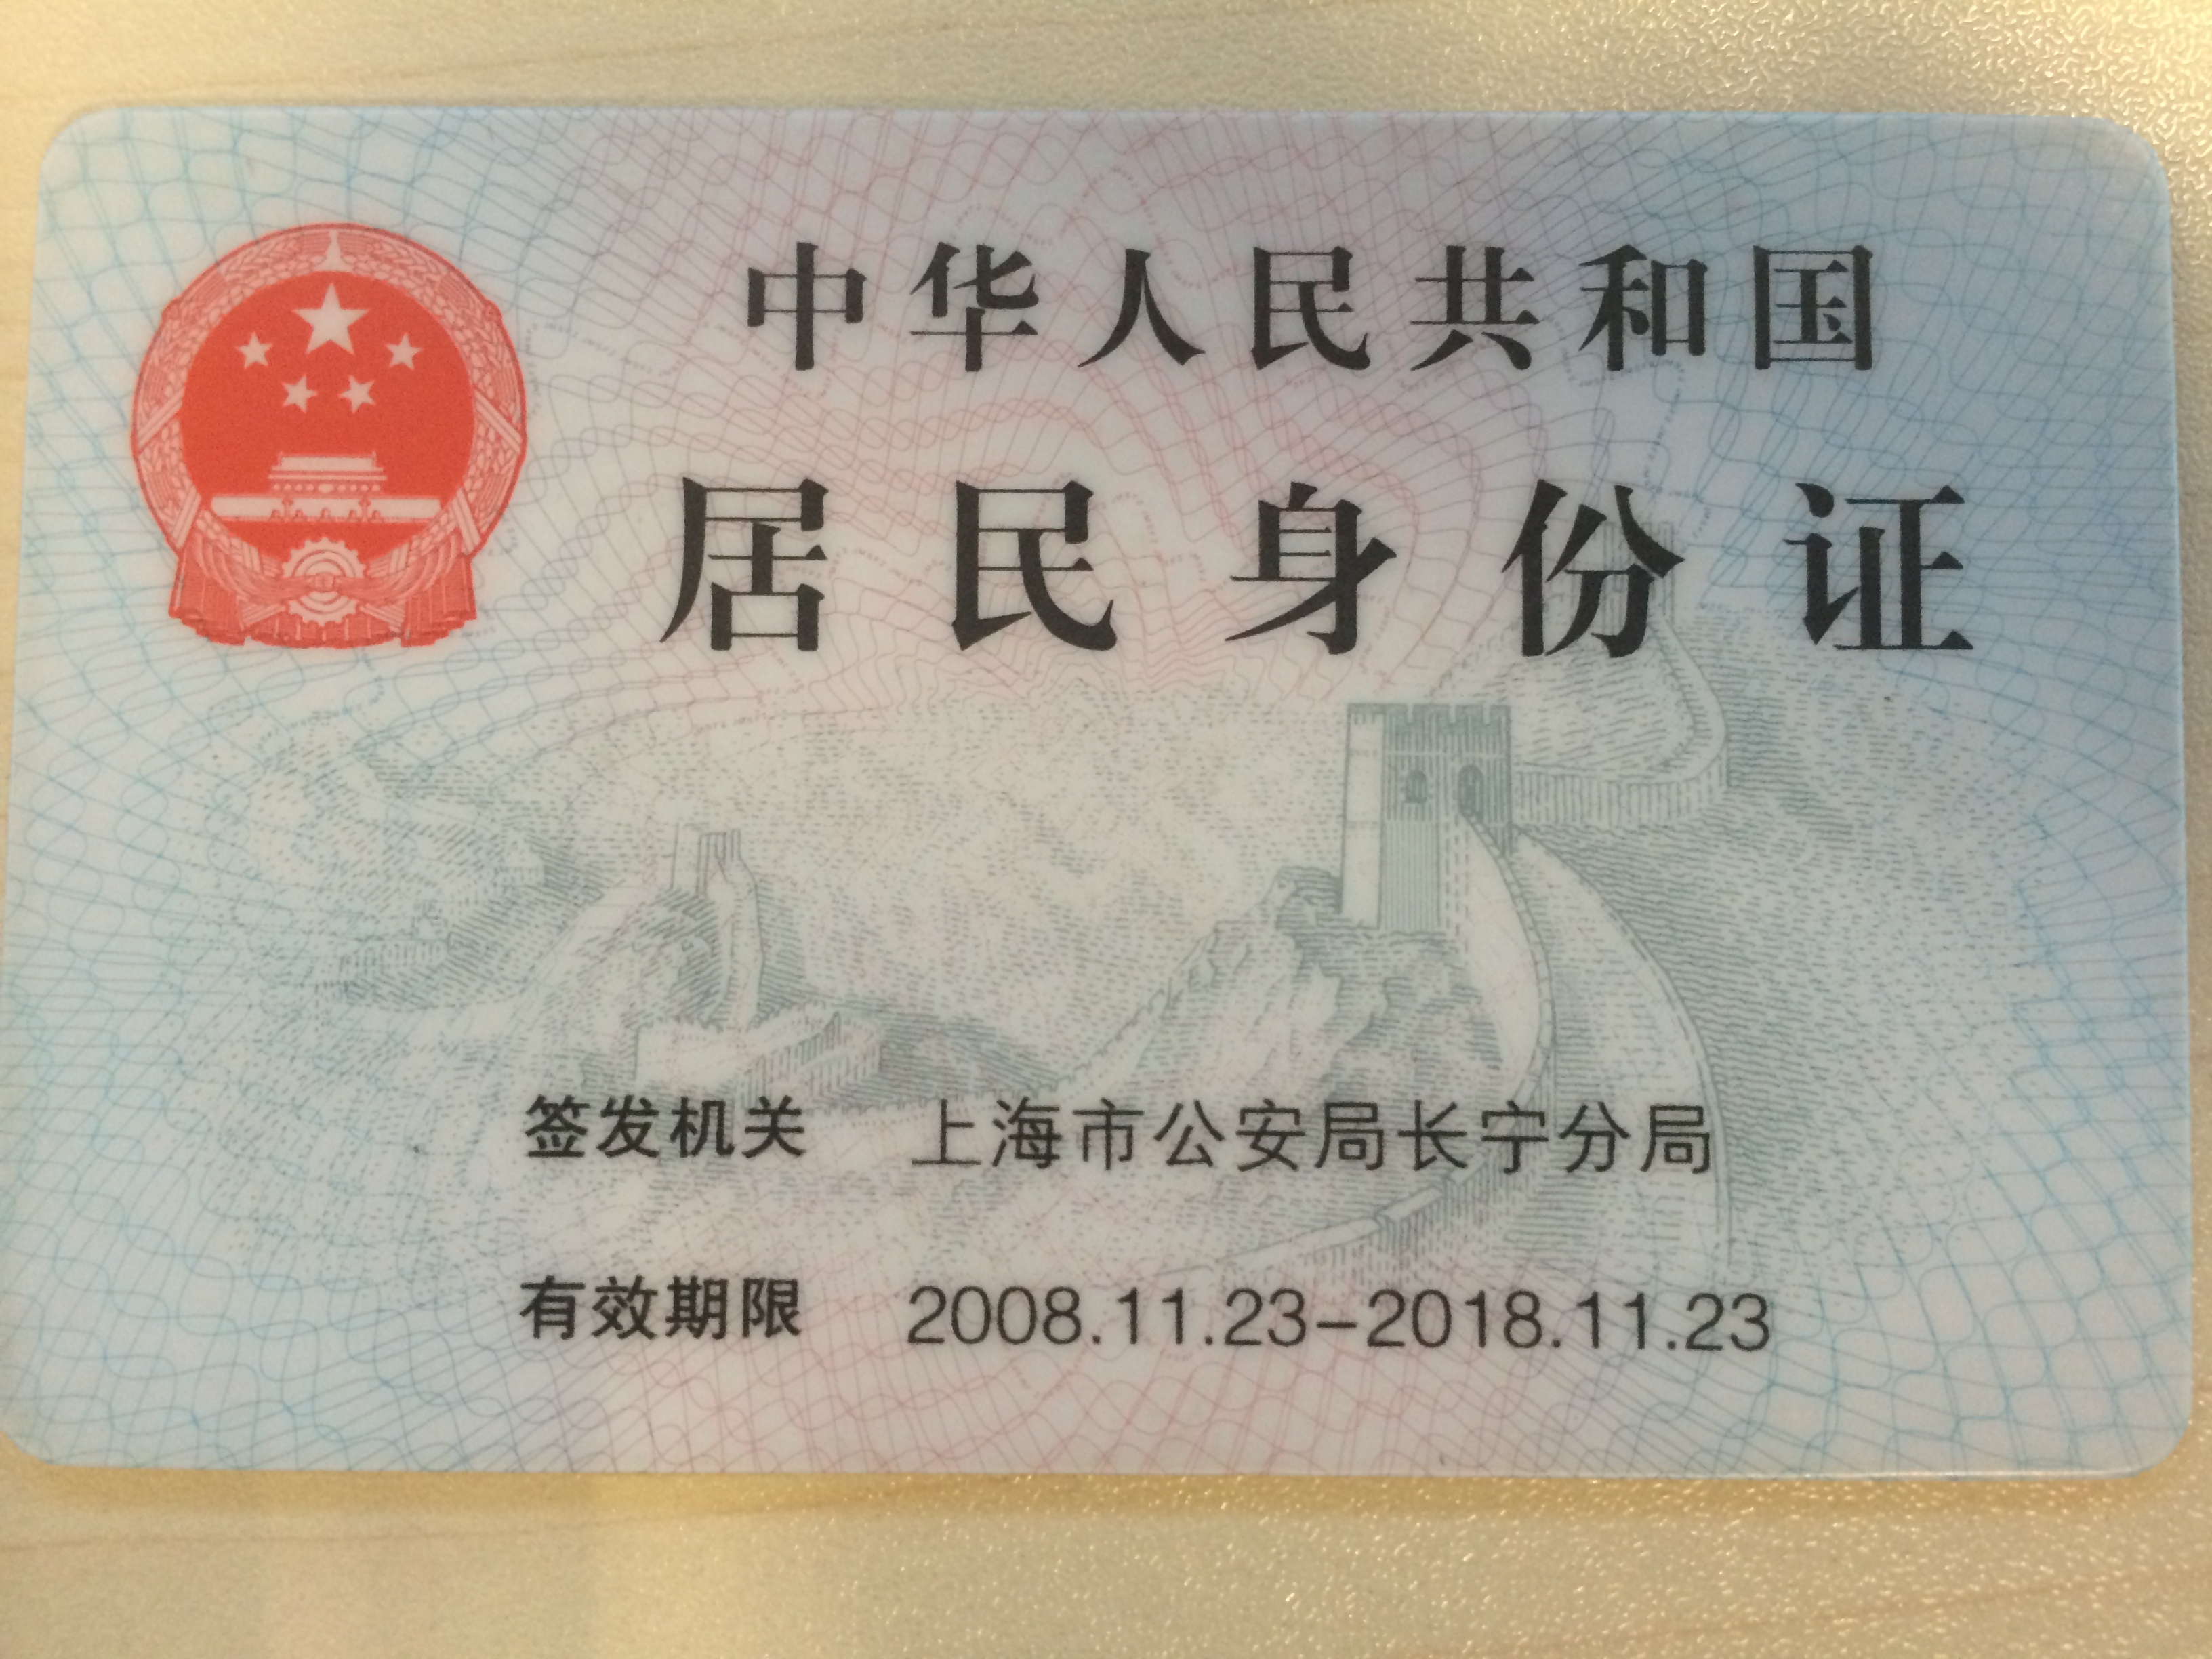 中华人民共和国
居民身份证
签发机关 上海市公安局长宁分局
有效期限 2008.11.23-2018.11.23